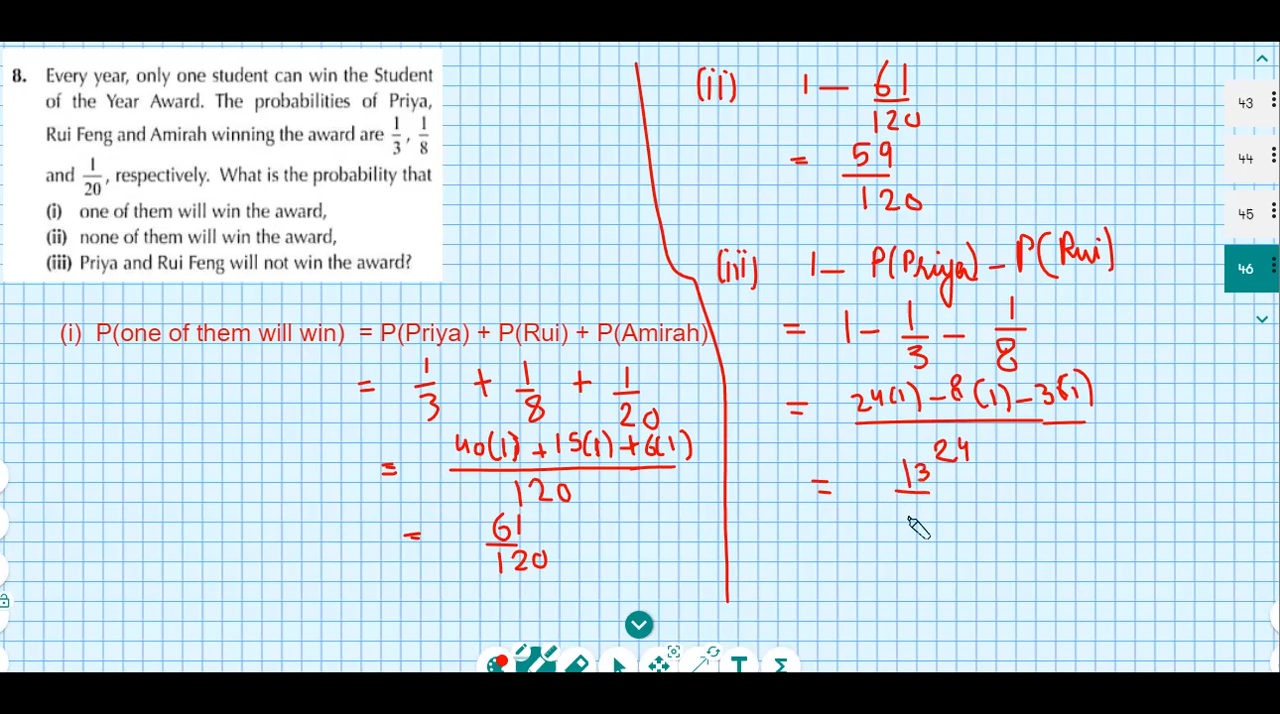 8. Every year, only one student can win the Student
of the Year Award. The probabilities of Priya,
Rui Feng and Amirah winning the award are 1/3, 1/8
and 1/20, respectively. What is the probability that
(i) one of them will win the award,
(ii) none of them will win the award,
(iii) Priya and Rui Feng will not win the award?
(i) P(one of them will win) = P(Priya) + P(Rui) + P(Amirah)
= 1/3 + 1/8 + 1/20
= 40(1) + 15(1) + 6(1) / 120
= 61/120
(ii) 1 - 61/120
= 59/120
(iii) 1 - P(Priya) - P(Rui)
= 1 - 1/3 - 1/8
= 24(1) - 8(1) - 3(1) / 24
= 13
43
44
45
46
T
Σ